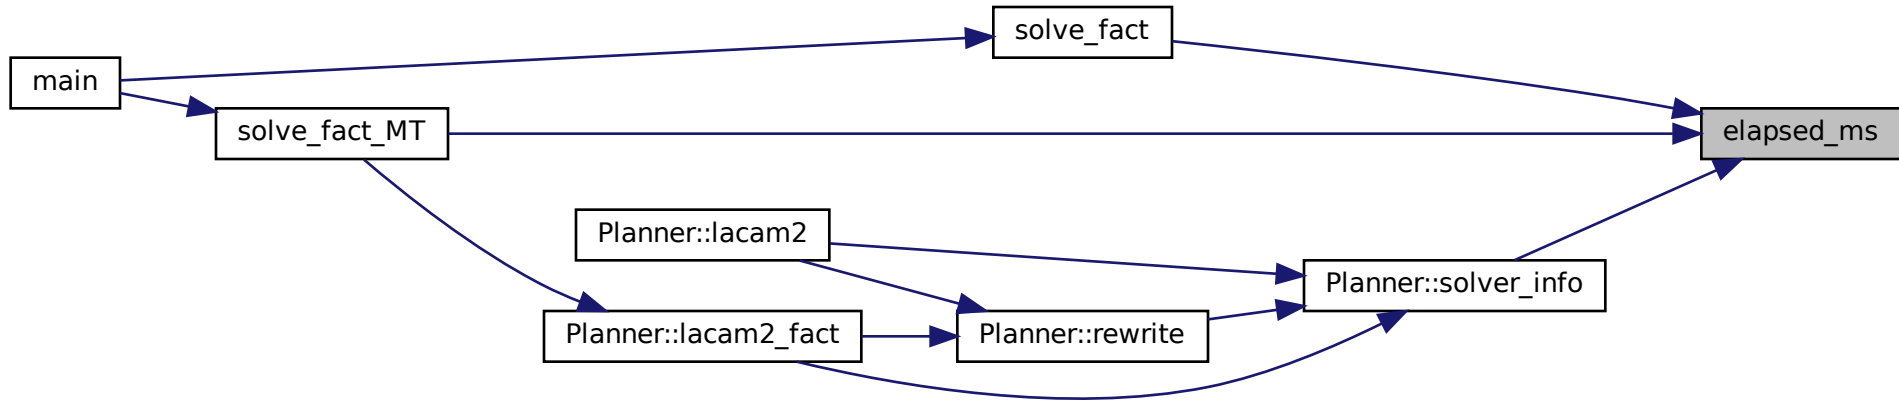 solve_fact
main
solve_fact_MT
elapsed_ms
Planner::lacam2
Planner::solver_info
Planner::lacam2_fact
Planner::rewrite